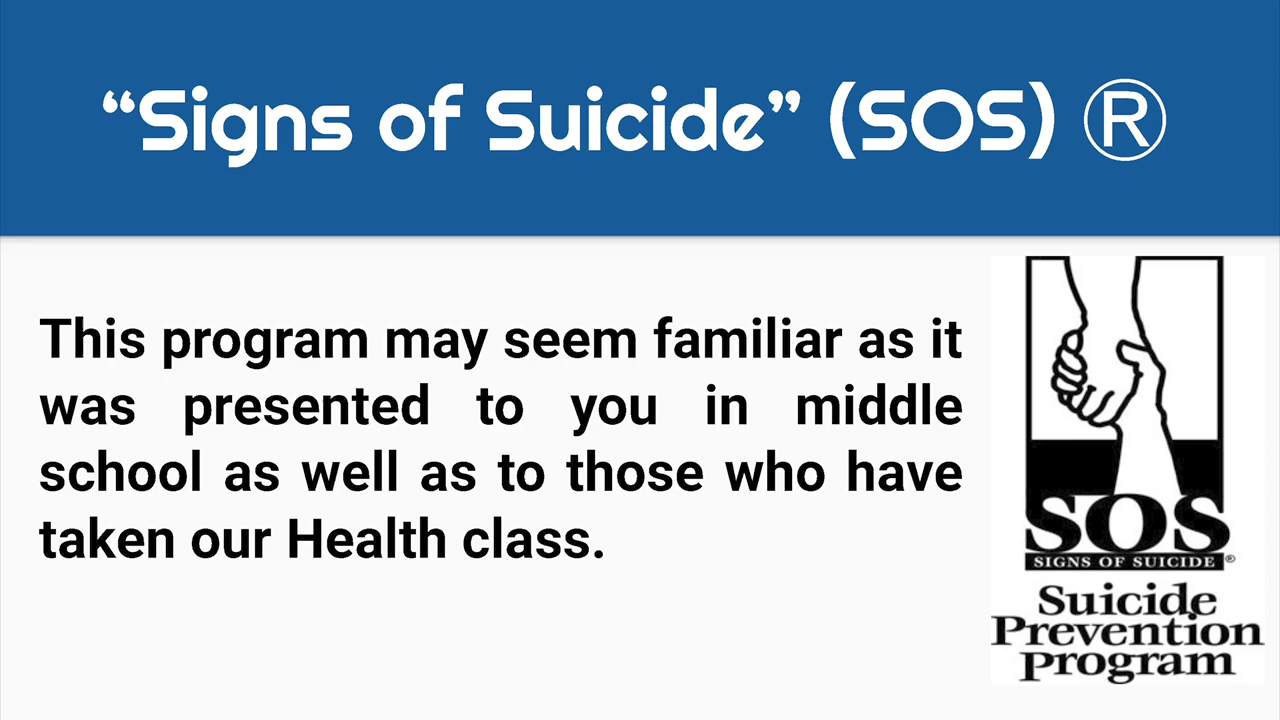 “Signs of Suicide” (SOS) ®
This program may seem familiar as it
was presented to you in middle
school as well as to those who have
taken our Health class.
SOS
SIGNS OF SUICIDE®
Suicide
Prevention
Program